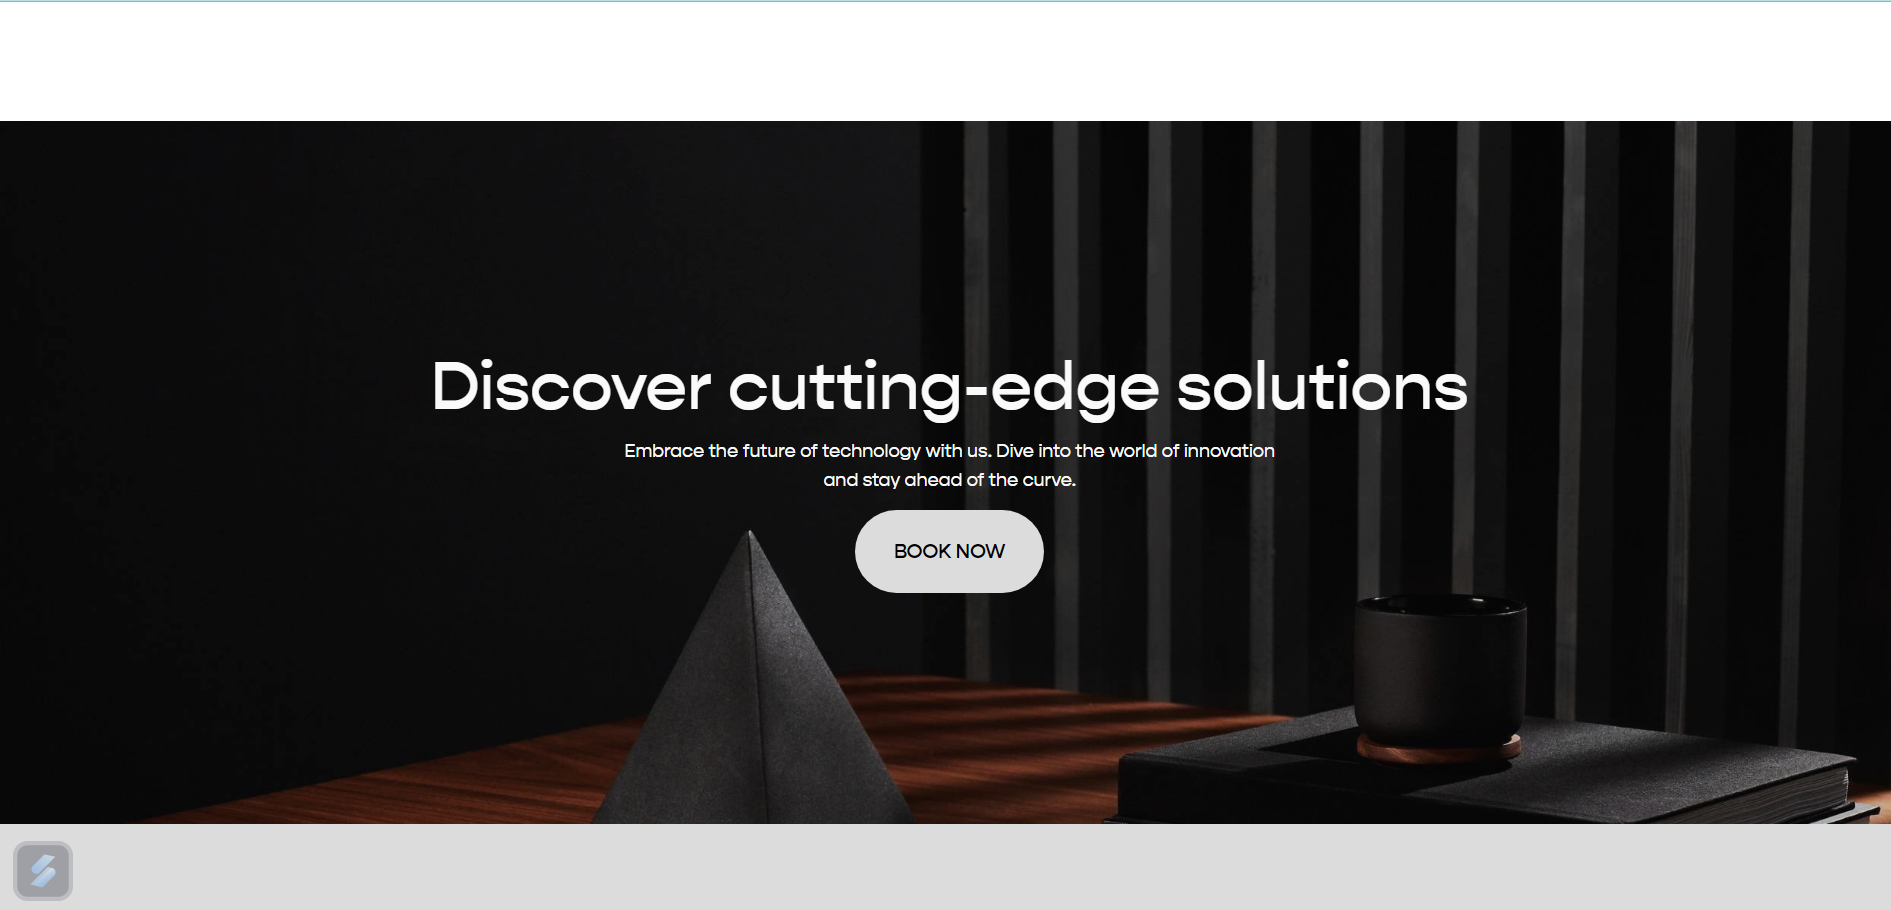 Discover cutting-edge solutions
Embrace the future of technology with us. Dive into the world of innovation
and stay ahead of the curve.
BOOK NOW